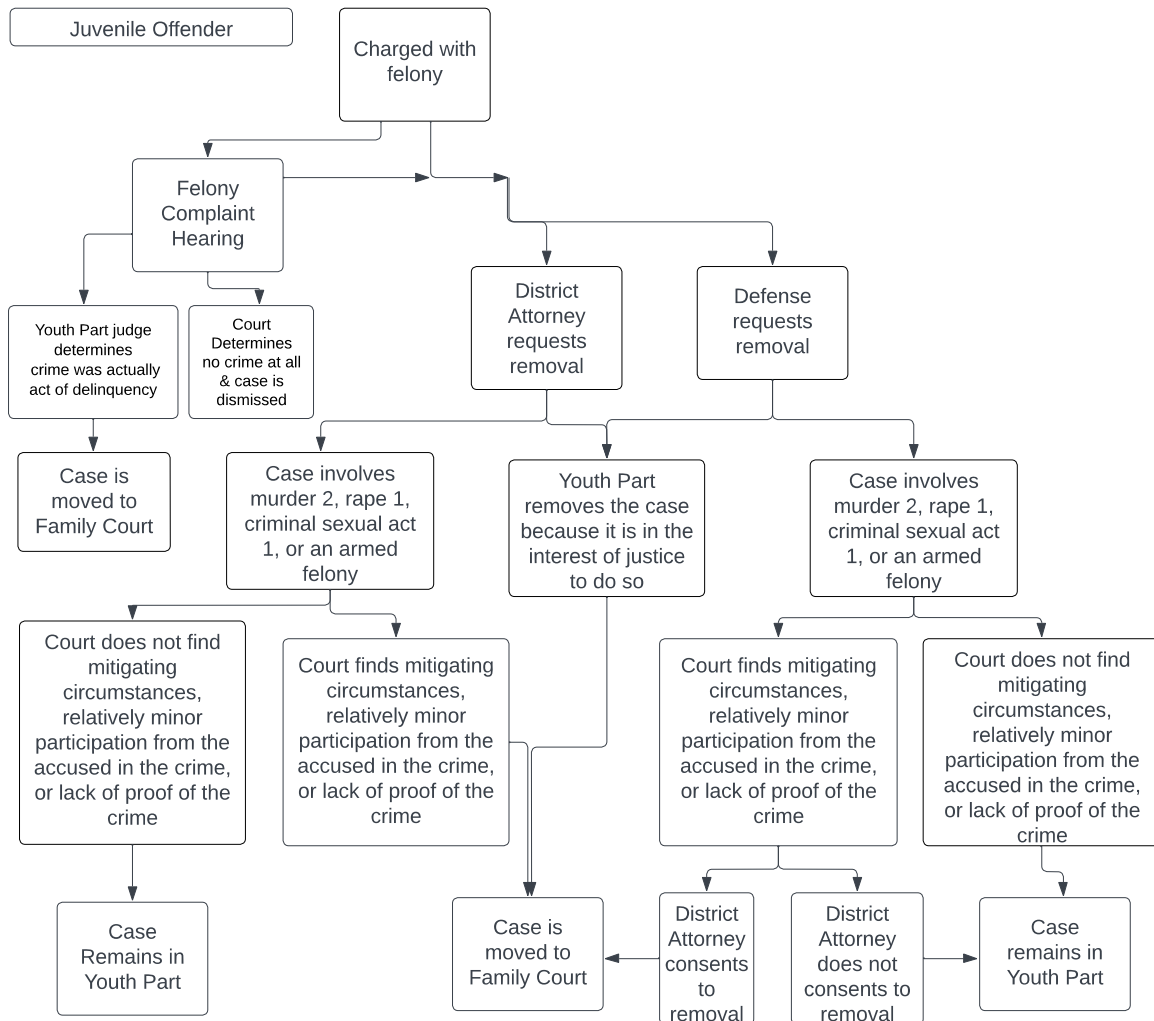 Juvenile Offender
Charged with
felony
Felony
Complaint
Hearing
District
Attorney
requests
removal
Defense
requests
removal
Youth Part judge
determines
crime was actually
act of delinquency
Court
Determines
no crime at all
& case is
dismissed
Case is
moved to
Family Court
Case involves
murder 2, rape 1,
criminal sexual act
1, or an armed
felony
Youth Part
removes the case
because it is in the
interest of justice
to do so
Case involves
murder 2, rape 1,
criminal sexual act
1, or an armed
felony
Court does not find
mitigating
circumstances,
relatively minor
participation from the
accused in the crime,
or lack of proof of the
crime
Court finds mitigating
circumstances,
relatively minor
participation from the
accused in the crime,
or lack of proof of the
crime
Court finds mitigating
circumstances,
relatively minor
participation from the
accused in the crime,
or lack of proof of the
crime
Court does not find
mitigating
circumstances,
relatively minor
participation from the
accused in the crime,
or lack of proof of the
crime
Case
Remains in
Youth Part
Case is
moved to
Family Court
District
Attorney
consents
to
removal
District
Attorney
does not
consents to
removal
Case
remains in
Youth Part